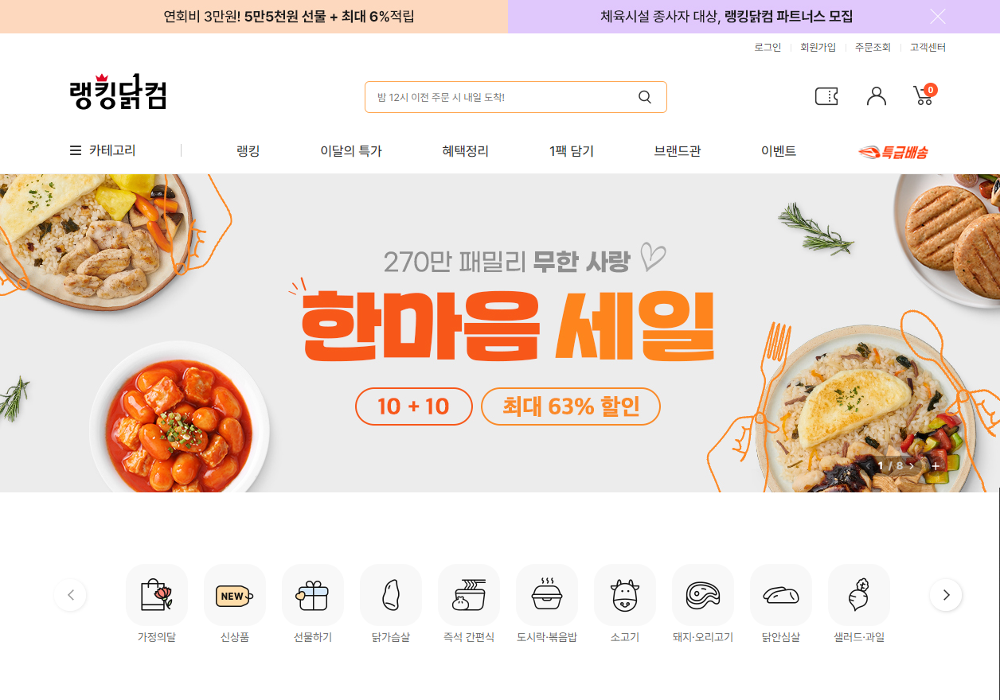 연회비 3만원! 5만5천원 선물 + 최대 6%적립
체육시설 종사자 대상, 랭킹닭컴 파트너스 모집
로그인
회원가입
주문조회
고객센터
랭킹닭컴
밥 12시 이전 주문 시 내일 도착!
0
카테고리
랭킹
이달의 특가
혜택정리
1팩 담기
브랜드관
이벤트
특급배송
270만 패밀리 무한 사랑
한마음 세일
10 + 10
최대 63% 할인
1 / 8
NEW
가정의달
신상품
선물하기
닭가슴살
즉석 간편식
도시락·볶음밥
소고기
돼지·오리고기
닭안심살
샐러드·과일